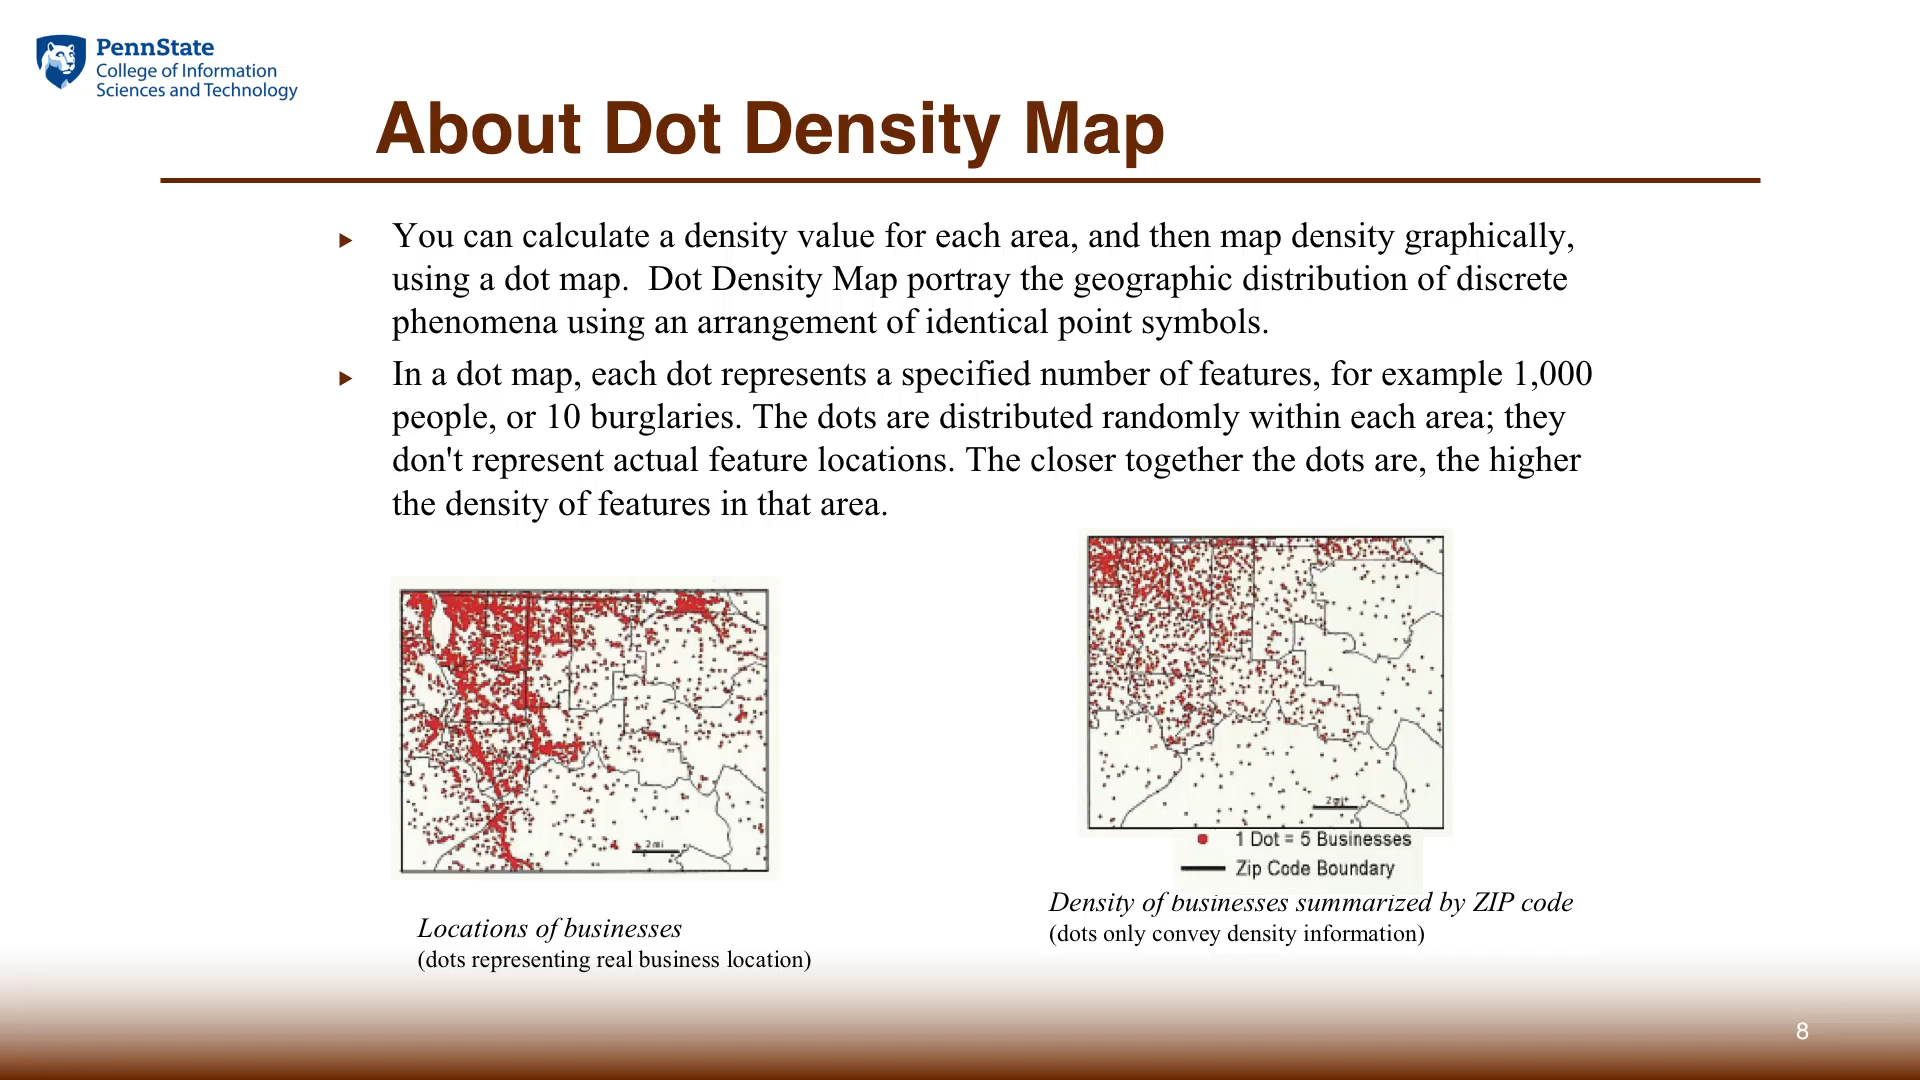 PennState
College of Information
Sciences and Technology
About Dot Density Map
You can calculate a density value for each area, and then map density graphically,
using a dot map.  Dot Density Map portray the geographic distribution of discrete
phenomena using an arrangement of identical point symbols.
In a dot map, each dot represents a specified number of features, for example 1,000
people, or 10 burglaries. The dots are distributed randomly within each area; they
don't represent actual feature locations. The closer together the dots are, the higher
the density of features in that area.
2 mi
2 mi
1 Dot = 5 Businesses
Zip Code Boundary
Locations of businesses
(dots representing real business location)
Density of businesses summarized by ZIP code
(dots only convey density information)
8